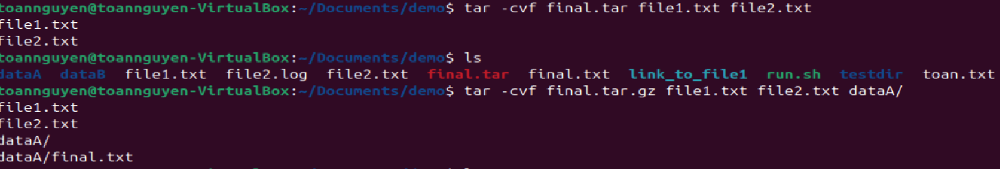 toannguyen@toannguyen-VirtualBox:~/Documents/demo$ tar -cvf final.tar file1.txt file2.txt
file1.txt
file2.txt
toannguyen@toannguyen-VirtualBox:~/Documents/demo$ ls
dataA dataB file1.txt file2.log file2.txt final.tar final.txt link_to_file1 run.sh testdir toan.txt
toannguyen@toannguyen-VirtualBox:~/Documents/demo$ tar -cvf final.tar.gz file1.txt file2.txt dataA/
file1.txt
file2.txt
dataA/
dataA/final.txt